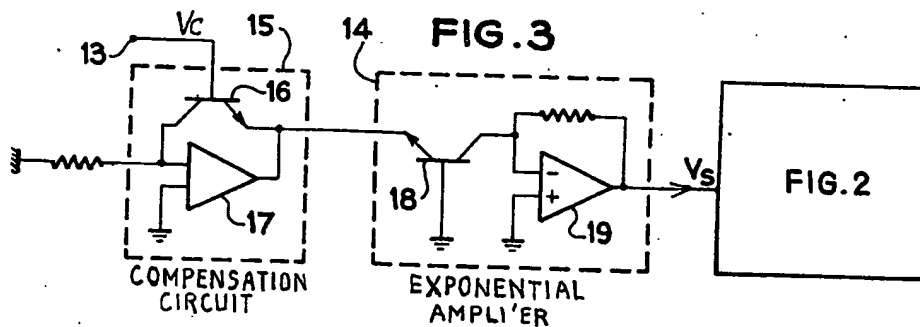 FIG.3
13
VC
15
16
17
COMPENSATION
CIRCUIT
14
18
-
+
19
EXPONENTIAL
AMPLI'ER
VS
FIG.2